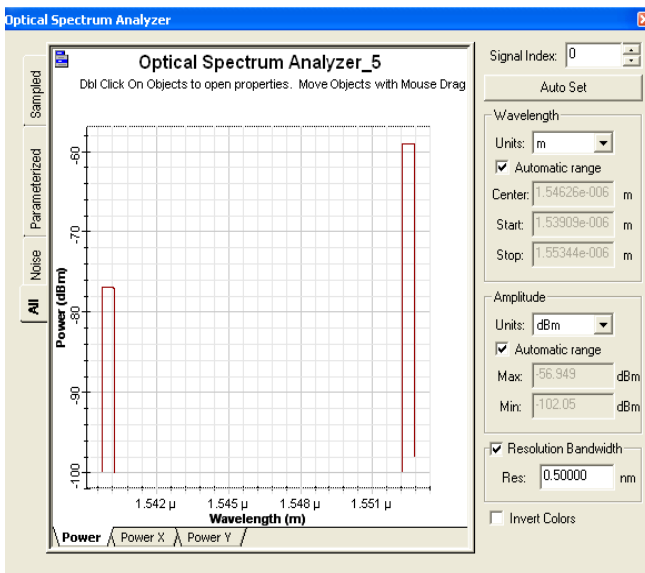 Optical Spectrum Analyzer
Optical Spectrum Analyzer_5
Dbl Click On Objects to open properties. Move Objects with Mouse Drag
Sampled
Parameterized
Noise
All
Power (dBm)
-60
-70
-80
-90
-100
1.542 µ
1.545 µ
1.548 µ
1.551 µ
Wavelength (m)
Power
Power X
Power Y
Signal Index: 0
Auto Set
Wavelength
Units: m
Automatic range
Center: 1.54626e-006 m
Start: 1.53909e-006 m
Stop: 1.55344e-006 m
Amplitude
Units: dBm
Automatic range
Max: -56.949 dBm
Min: -102.05 dBm
Resolution Bandwidth
Res: 0.50000 nm
Invert Colors